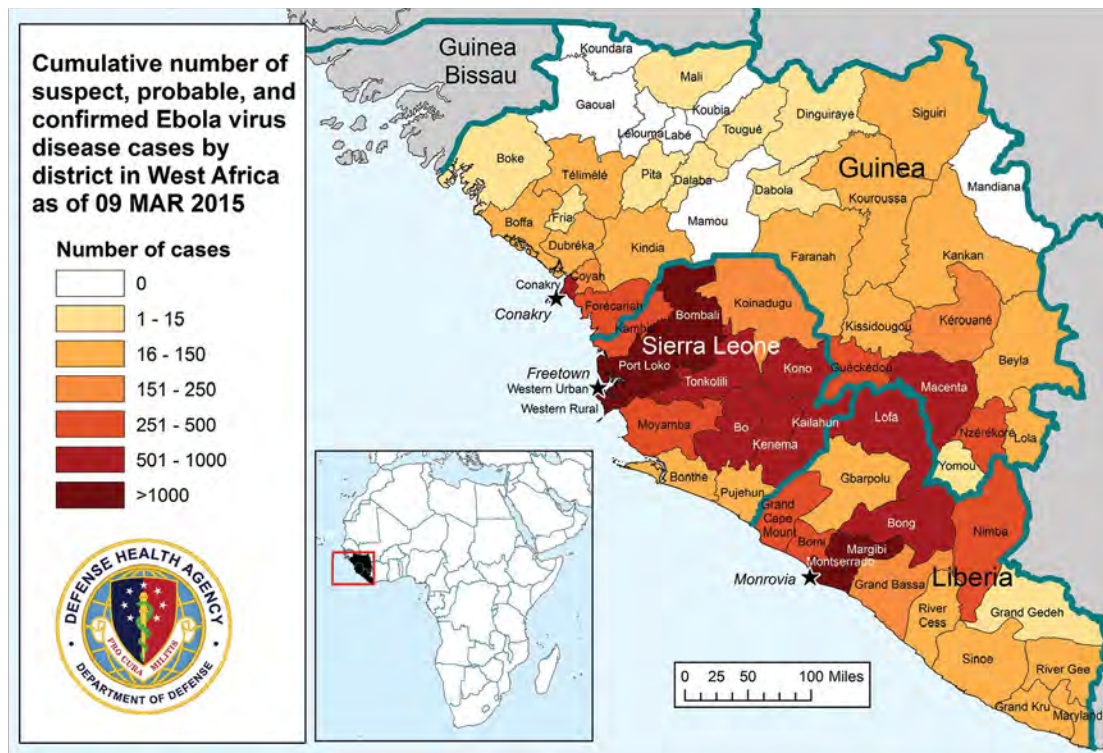 Cumulative number of
suspect, probable, and
confirmed Ebola virus
disease cases by
district in West Africa
as of 09 MAR 2015
Number of cases
0
1 - 15
16 - 150
151 - 250
251 - 500
501 - 1000
>1000
DEFENSE HEALTH AGENCY
PRO CURA MILITIS
DEPARTMENT OF DEFENSE
Guinea
Bissau
Koundara
Mali
Gaoual
Koubia
Lélouma
Labé
Tougué
Dinguirayé
Siguiri
Boke
Télimélé
Pita
Dalaba
Dabola
Guinea
Kouroussa
Mandiana
Fria
Boffa
Mamou
Dubréka
Kindia
Faranah
Kankan
Coyah
Conakry
Conakry
Forécariah
Koinadugu
Bombali
Kambia
Kissidougou
Kérouané
Beyla
Sierra Leone
Freetown
Port Loko
Kono
Guéckédou
Western Urban
Tonkolili
Macenta
Western Rural
Moyamba
Bo
Kailahun
Lofa
Nzérékoré
Lola
Kenema
Yomou
Bonthe
Pujehun
Gbarpolu
Grand
Cape
Mount
Bong
Nimba
Bomi
Margibi
Montserrado
Monrovia
Grand Bassa
Liberia
River
Cess
Grand Gedeh
Sinoe
River Gee
Grand Kru
Maryland
0 25 50 100 Miles